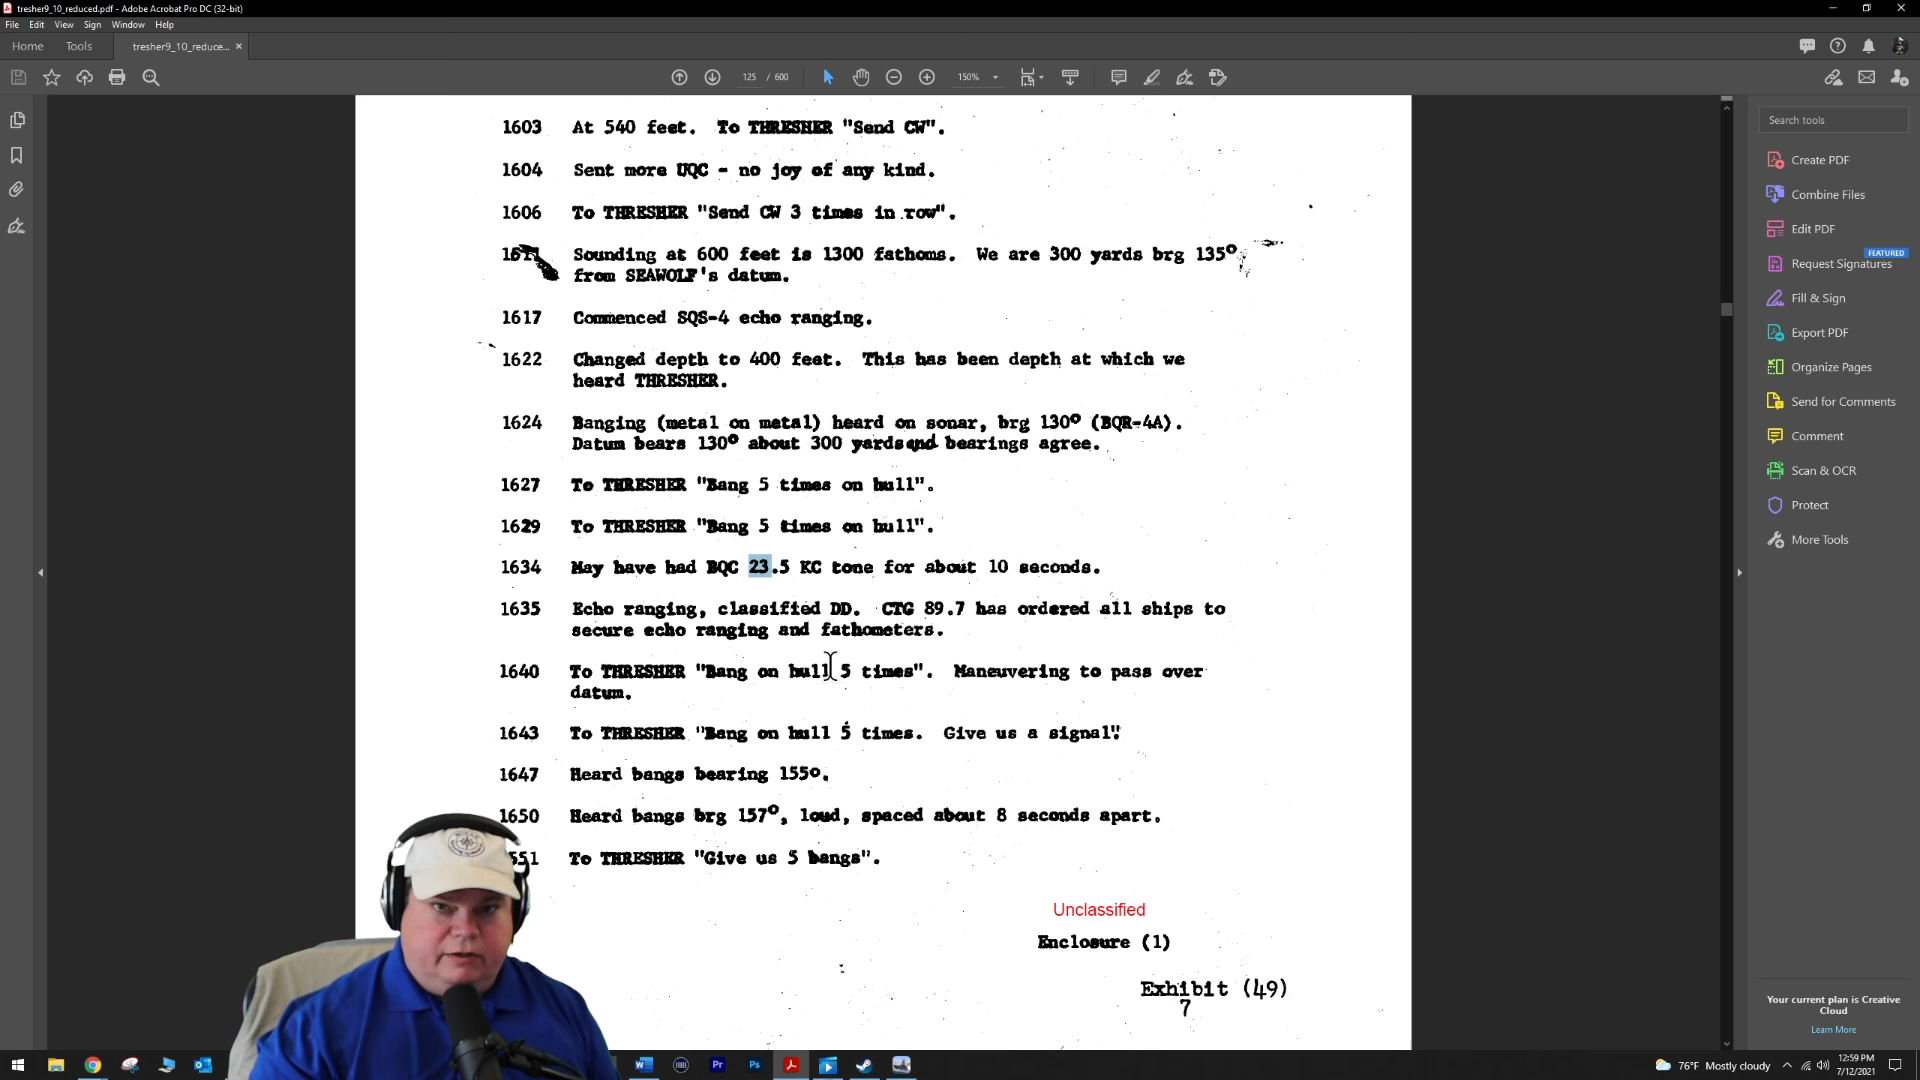 tresher9_10_reduced.pdf - Adobe Acrobat Pro DC (32-bit)
File Edit View Sign Window Help
Home Tools tresher9_10_reduce... ×
125 / 600 150%
Search tools
1603 At 540 feet. To THRESHER "Send CW".
1604 Sent more UQC - no joy of any kind.
1606 To THRESHER "Send CW 3 times in row".
Sounding at 600 feet is 1300 fathoms. We are 300 yards brg 135°
from SEAWOLF's datum.
1617 Commenced SQS-4 echo ranging.
1622 Changed depth to 400 feet. This has been depth at which we
heard THRESHER.
1624 Banging (metal on metal) heard on sonar, brg 130° (BQR-4A).
Datum bears 130° about 300 yards and bearings agree.
1627 To THRESHER "Bang 5 times on hull".
1629 To THRESHER "Bang 5 times on hull".
1634 May have had BQC 23.5 KC tone for about 10 seconds.
1635 Echo ranging, classified DD. CTG 89.7 has ordered all ships to
secure echo ranging and fathometers.
1640 To THRESHER "Bang on hull 5 times". Maneuvering to pass over
datum.
1643 To THRESHER "Bang on hull 5 times. Give us a signal".
1647 Heard bangs bearing 155°.
1650 Heard bangs brg 157°, loud, spaced about 8 seconds apart.
To THRESHER "Give us 5 bangs".
Unclassified
Enclosure (1)
Exhibit (49)
7
Create PDF
Combine Files
Edit PDF
FEATURED
Request Signatures
Fill & Sign
Export PDF
Organize Pages
Send for Comments
Comment
Scan & OCR
Protect
More Tools
Your current plan is Creative
Cloud
Learn More
76°F Mostly cloudy
12:59 PM
7/12/2021